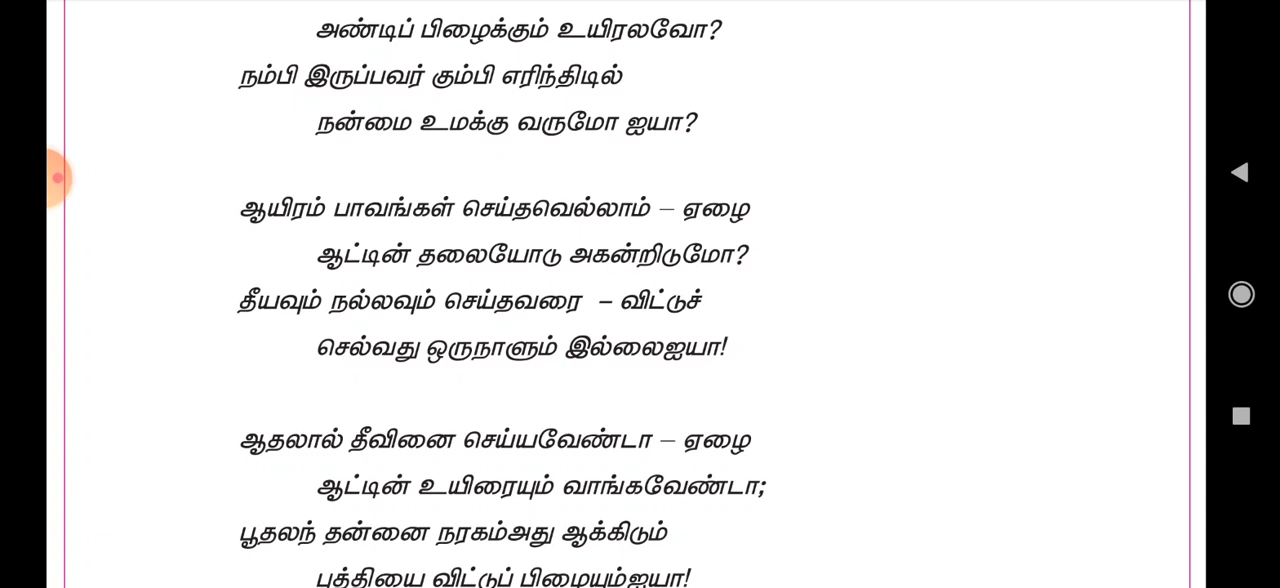 அண்டிப் பிழைக்கும் உயிரலவோ?
நம்பி இருப்பவர் கும்பி எரிந்திடில்
நன்மை உமக்கு வருமோ ஐயா?
ஆயிரம் பாவங்கள் செய்தவெல்லாம் – ஏழை
ஆட்டின் தலையோடு அகன்றிடுமோ?
தீயவும் நல்லவும் செய்தவரை – விட்டுச்
செல்வது ஒருநாளும் இல்லைஐயா!
ஆதலால் தீவினை செய்யவேண்டா – ஏழை
ஆட்டின் உயிரையும் வாங்கவேண்டா;
பூதலந் தன்னை நரகம்அது ஆக்கிடும்
புத்தியை விட்டுப் பிழையும்ஐயா!